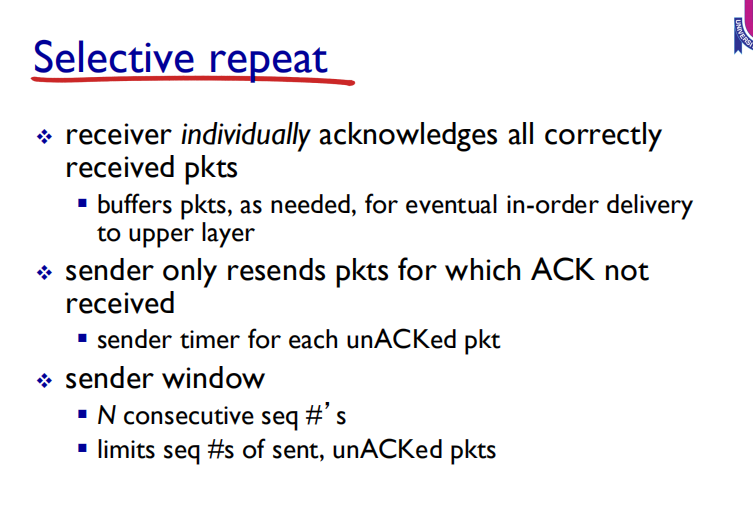 Selective repeat
❖ receiver individually acknowledges all correctly
received pkts
▪ buffers pkts, as needed, for eventual in-order delivery
to upper layer
❖ sender only resends pkts for which ACK not
received
▪ sender timer for each unACKed pkt
❖ sender window
▪ N consecutive seq #’s
▪ limits seq #s of sent, unACKed pkts